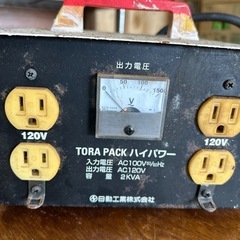 出力電圧
0 50 100 150
V
120V
120V
TORA PACK ハイパワー
入力電圧 AC100V 50/60Hz
出力電圧 AC120V
容量 2KVA
日動工業株式会社